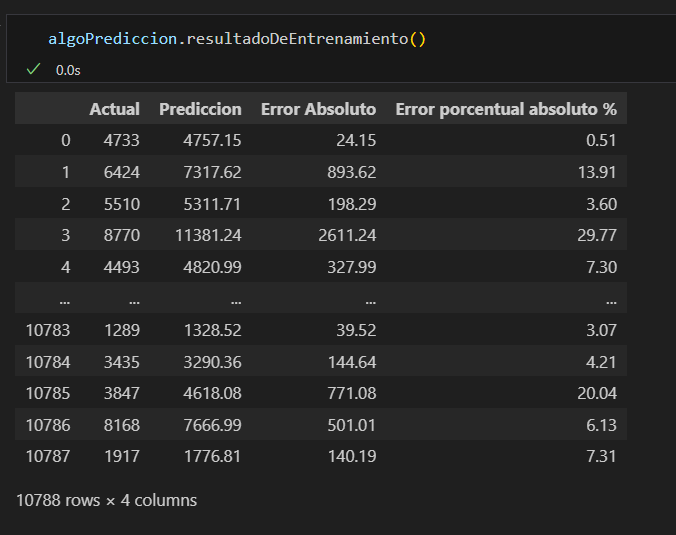 algoPrediccion.resultadoDeEntrenamiento()
0.0s
Actual Prediccion Error Absoluto Error porcentual absoluto %
0 4733 4757.15 24.15 0.51
1 6424 7317.62 893.62 13.91
2 5510 5311.71 198.29 3.60
3 8770 11381.24 2611.24 29.77
4 4493 4820.99 327.99 7.30
... ... ... ... ...
10783 1289 1328.52 39.52 3.07
10784 3435 3290.36 144.64 4.21
10785 3847 4618.08 771.08 20.04
10786 8168 7666.99 501.01 6.13
10787 1917 1776.81 140.19 7.31
10788 rows × 4 columns